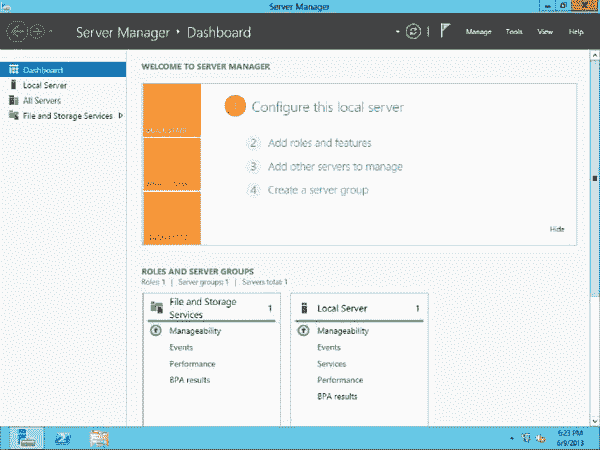 Server Manager
Server Manager • Dashboard
Manage Tools View Help
Dashboard
Local Server
All Servers
File and Storage Services
WELCOME TO SERVER MANAGER
Configure this local server
2 Add roles and features
3 Add other servers to manage
4 Create a server group
Hide
ROLES AND SERVER GROUPS
Roles: 1 | Server groups: 1 | Servers total: 1
File and Storage Services 1
Manageability
Events
Performance
BPA results
Local Server 1
Manageability
Events
Services
Performance
BPA results
6:23 PM
6/9/2013